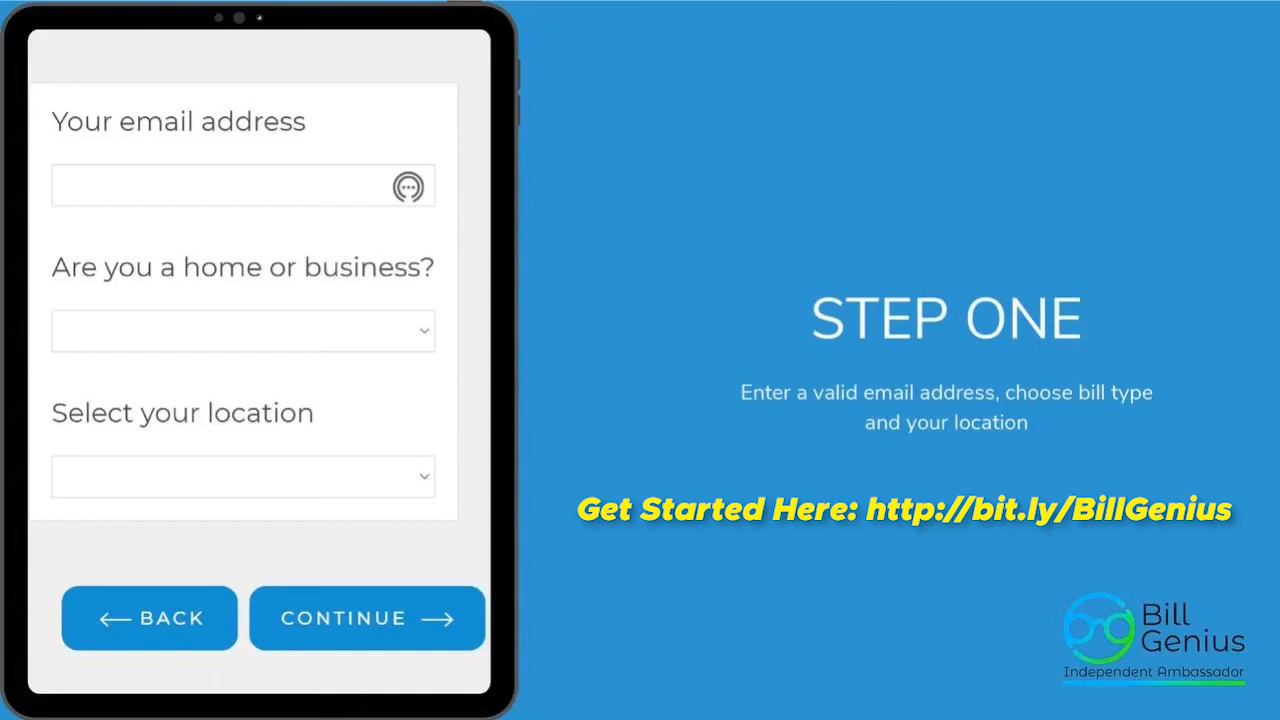 Your email address
Are you a home or business?
Select your location
BACK
CONTINUE
STEP ONE
Enter a valid email address, choose bill type
and your location
Get Started Here: http://bit.ly/BillGenius
Bill
Genius
Independent Ambassador